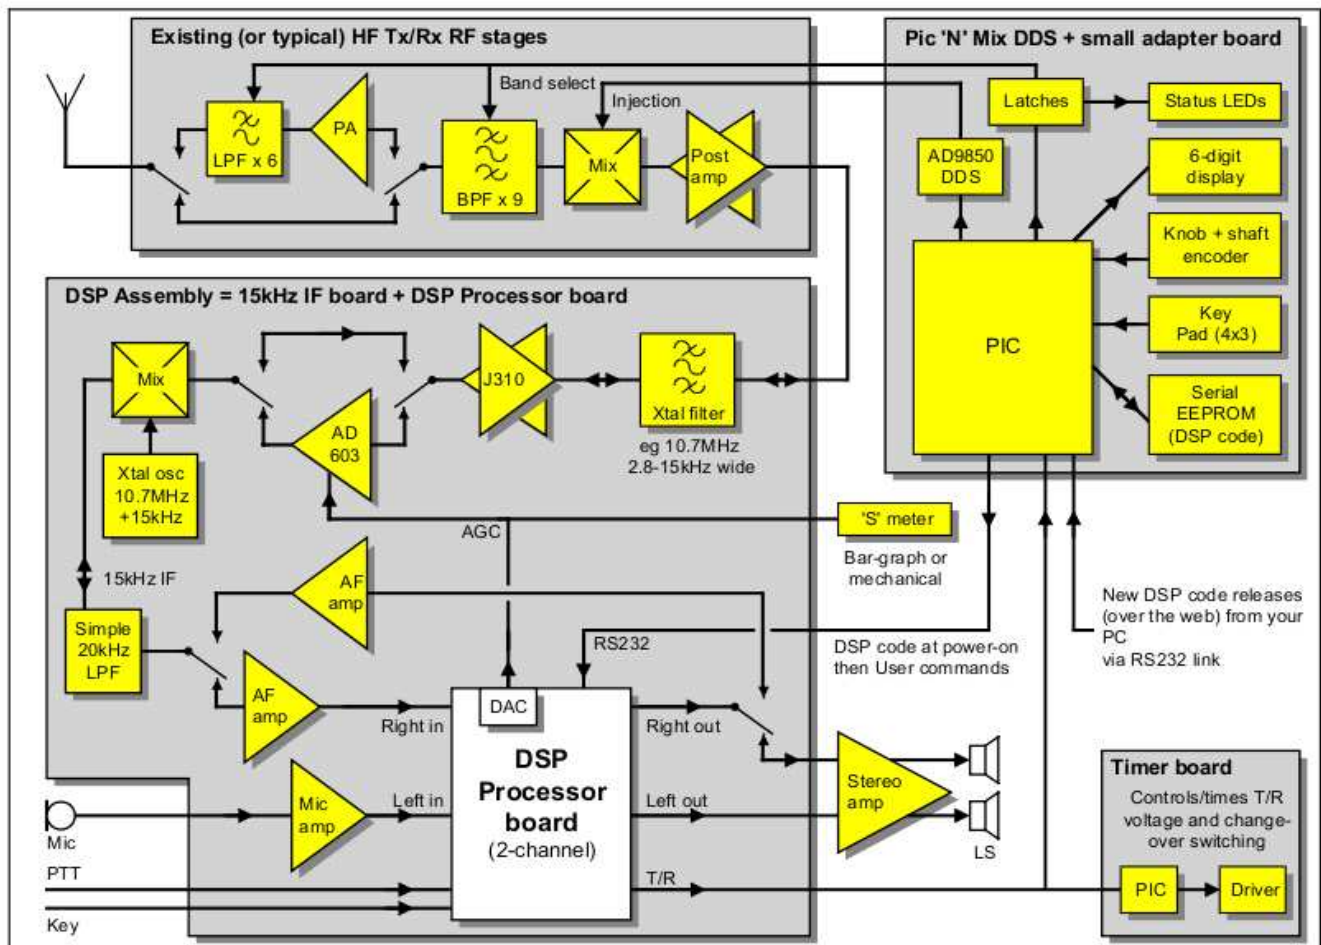 Existing (or typical) HF Tx/Rx RF stages
Band select
Injection
LPF x 6
PA
BPF x 9
Mix
Post
amp
Pic 'N' Mix DDS + small adapter board
Latches
Status LEDs
AD9850
DDS
6-digit
display
Knob + shaft
encoder
Key
Pad (4x3)
PIC
Serial
EEPROM
(DSP code)
DSP Assembly = 15kHz IF board + DSP Processor board
Mix
J310
Xtal filter
eg 10.7MHz
2.8-15kHz wide
AD
603
Xtal osc
10.7MHz
+15kHz
AGC
'S' meter
Bar-graph or
mechanical
15kHz IF
AF
amp
Simple
20kHz
LPF
RS232
DSP code at power-on
then User commands
New DSP code releases
(over the web) from your
PC
via RS232 link
AF
amp
Right in
DAC
Right out
DSP
Processor
board
(2-channel)
Mic
amp
Left in
Left out
Stereo
amp
LS
Mic
PTT
Key
T/R
Timer board
Controls/times T/R
voltage and change-
over switching
PIC
Driver